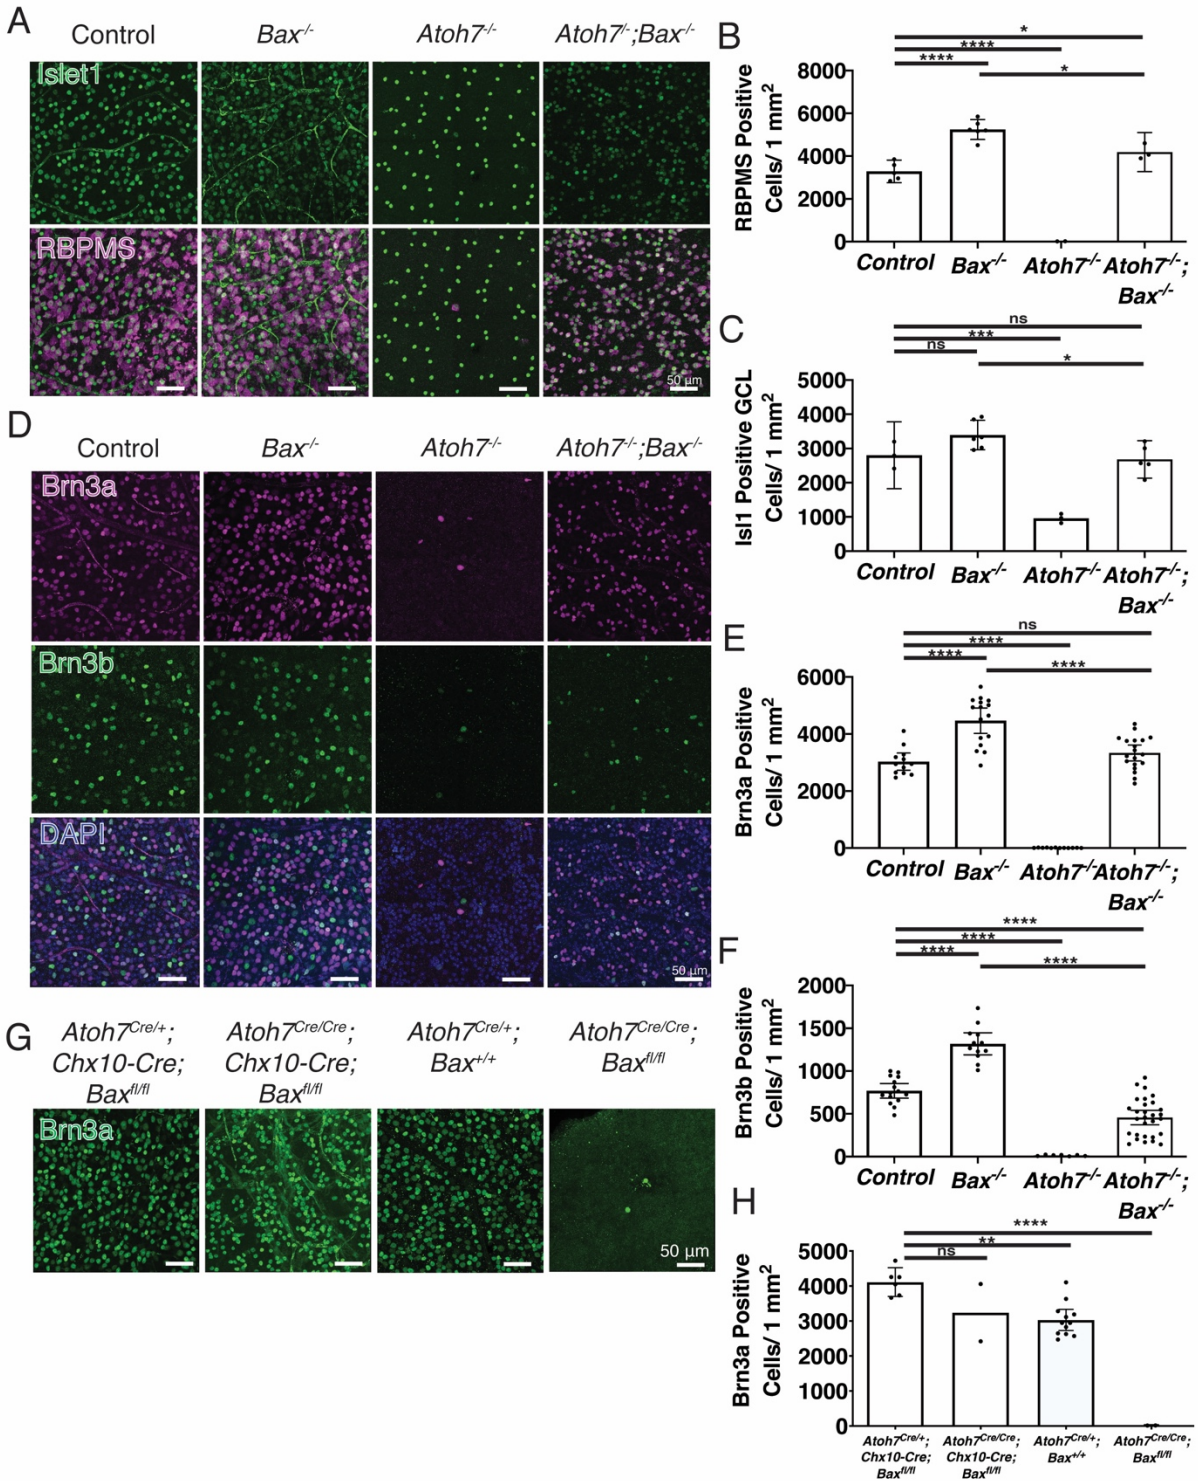 A
Control
Bax-/-
Atoh7-/-
Atoh7-/-;Bax-/-
Islet1
RBPMS
50 µm
B
*
****
****
*
RBPMS Positive
Cells/ 1 mm2
8000
6000
4000
2000
0
Control
Bax-/-
Atoh7-/-
Atoh7-/-;
Bax-/-
C
ns
***
ns
*
Isl1 Positive GCL
Cells/ 1 mm2
5000
4000
3000
2000
1000
0
Control
Bax-/-
Atoh7-/-
Atoh7-/-;
Bax-/-
D
Control
Bax-/-
Atoh7-/-
Atoh7-/-;Bax-/-
Brn3a
Brn3b
DAPI
50 µm
E
ns
****
****
****
Brn3a Positive
Cells/ 1 mm2
6000
4000
2000
0
Control
Bax-/-
Atoh7-/-
Atoh7-/-;
Bax-/-
F
****
****
****
****
Brn3b Positive
Cells/ 1 mm2
2000
1500
1000
500
0
Control
Bax-/-
Atoh7-/-
Atoh7-/-;
Bax-/-
G
Atoh7Cre/+;
Chx10-Cre;
Baxfl/fl
Atoh7Cre/Cre;
Chx10-Cre;
Baxfl/fl
Atoh7Cre/+;
Bax+/+
Atoh7Cre/Cre;
Baxfl/fl
Brn3a
50 µm
H
****
**
ns
Brn3a Positive
Cells/ 1 mm2
5000
4000
3000
2000
1000
0
Atoh7Cre/+;
Chx10-Cre;
Baxfl/fl
Atoh7Cre/Cre;
Chx10-Cre;
Baxfl/fl
Atoh7Cre/+;
Bax+/+
Atoh7Cre/Cre;
Baxfl/fl